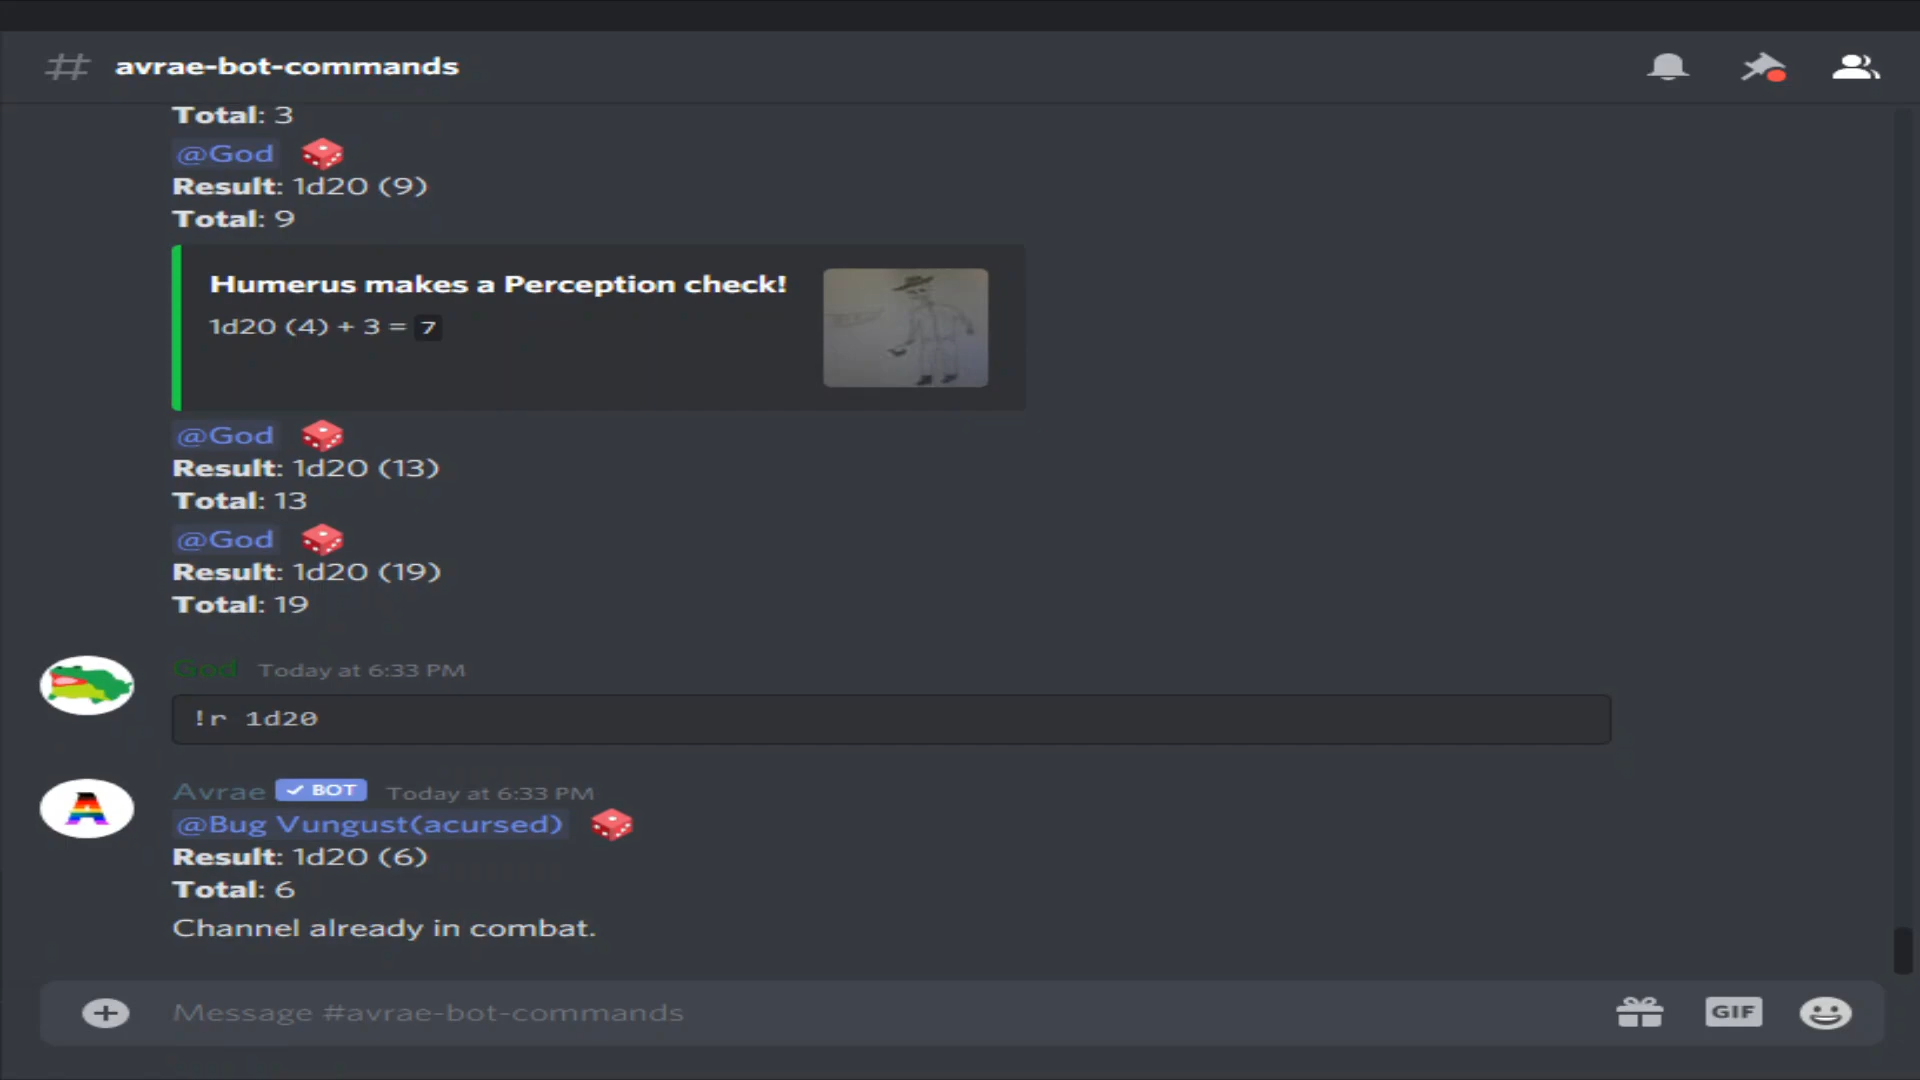 avrae-bot-commands
Total: 3
@God
Result: 1d20 (9)
Total: 9
Humerus makes a Perception check!
1d20 (4) + 3 = 7
@God
Result: 1d20 (13)
Total: 13
@God
Result: 1d20 (19)
Total: 19
God Today at 6:33 PM
!r 1d20
Avrae BOT Today at 6:33 PM
@Bug Vungust(acursed)
Result: 1d20 (6)
Total: 6
Channel already in combat.
Message #avrae-bot-commands
GIF